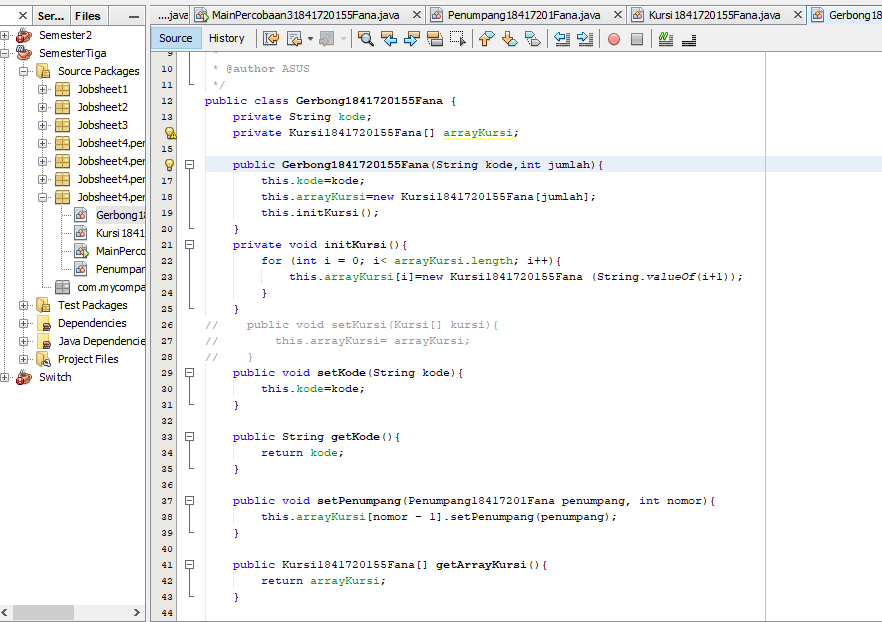 Ser... Files
Semester2
SemesterTiga
Source Packages
Jobsheet1
Jobsheet2
Jobsheet3
Jobsheet4.per
Jobsheet4.per
Jobsheet4.per
Jobsheet4.per
Gerbong18
Kursi1841
MainPerco
Penumpar
com.mycompa
Test Packages
Dependencies
Java Dependencie
Project Files
Switch
....java MainPercobaan31841720155Fana.java Penumpang18417201Fana.java Kursi1841720155Fana.java Gerbong18
Source History
9 *
10 * @author ASUS
11 */
12 public class Gerbong1841720155Fana {
13 private String kode;
private Kursi1841720155Fana[] arrayKursi;
15
public Gerbong1841720155Fana(String kode,int jumlah){
17 this.kode=kode;
18 this.arrayKursi=new Kursi1841720155Fana[jumlah];
19 this.initKursi();
20 }
21 private void initKursi(){
22 for (int i = 0; i< arrayKursi.length; i++){
23 this.arrayKursi[i]=new Kursi1841720155Fana (String.valueOf(i+1));
24 }
25 }
26 // public void setKursi(Kursi[] kursi){
27 // this.arrayKursi= arrayKursi;
28 // }
29 public void setKode(String kode){
30 this.kode=kode;
31 }
32
33 public String getKode(){
34 return kode;
35 }
36
37 public void setPenumpang(Penumpang18417201Fana penumpang, int nomor){
38 this.arrayKursi[nomor - 1].setPenumpang(penumpang);
39 }
40
41 public Kursi1841720155Fana[] getArrayKursi(){
42 return arrayKursi;
43 }
44